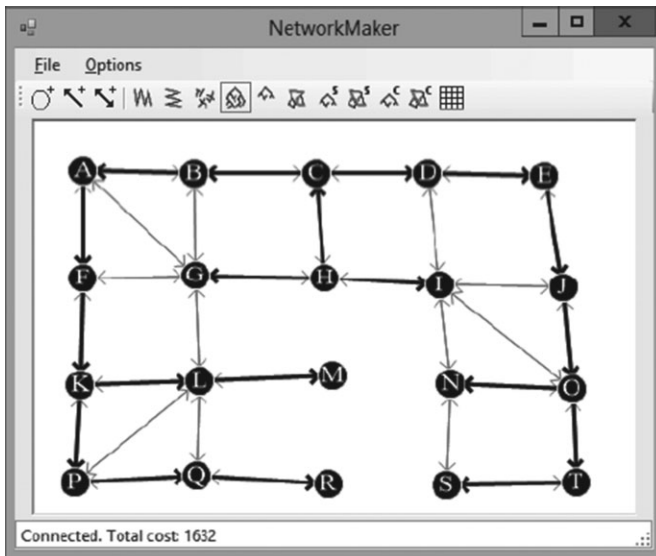 NetworkMaker
File Options
A B C D E
F G H I J
K L M N O
P Q R S T
Connected. Total cost: 1632